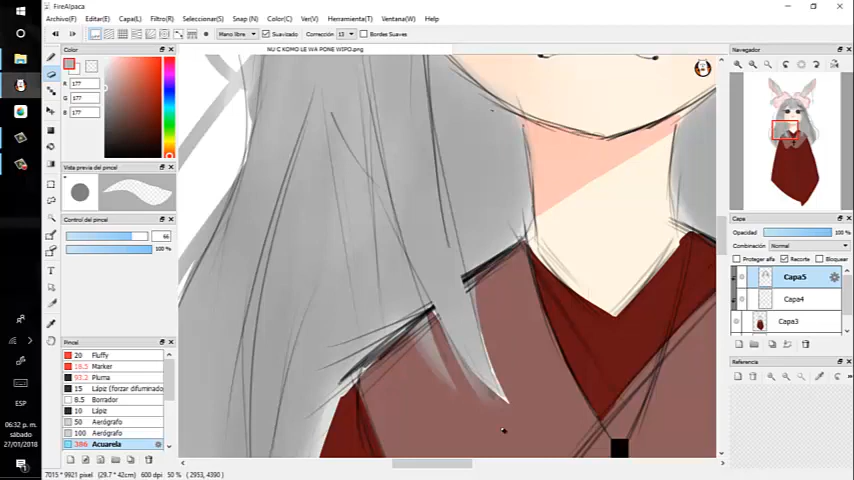 FireAlpaca
Archivo(F) Editar(E) Capa(L) Filtro(R) Seleccionar(S) Snap (N) Color(C) Ver(V) Herramienta(T) Ventana(W) Help
Mano libre Suavizado Corrección 13 Bordes Suaves
NU C KOMO LE WA PONE WIPO.png
Color
R 177
G 177
B 177
Vista previa del pincel
Control del pincel
66
100 %
Pincel
20 Fluffy
18.5 Marker
93.2 Pluma
15 Lápiz (forzar difuminado
8.5 Borrador
10 Lápiz
50 Aerógrafo
100 Aerógrafo
386 Acuarela
7015 * 9921 pixel (29.7 * 42cm) 600 dpi 50 % ( 2953, 4390 )
Navegador
Capa
Opacidad 100 %
Combinación Normal
Proteger alfa Recorte Bloquear
Capa5
Capa4
Capa3
Referencia
ESP
06:32 p. m.
sábado
27/01/2018